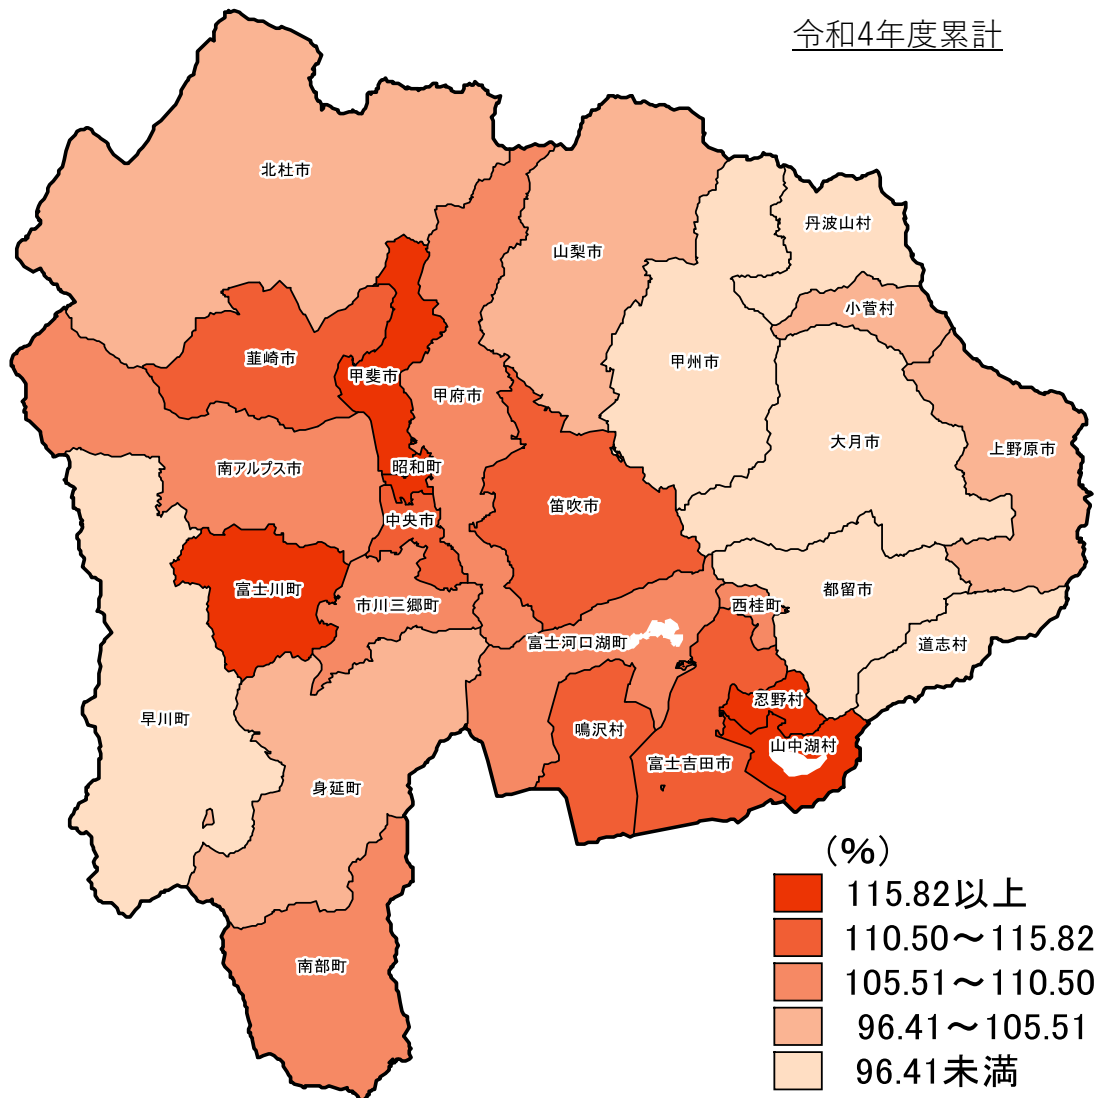 令和4年度累計
北杜市
丹波山村
山梨市
小菅村
韮崎市
甲斐市
甲州市
甲府市
大月市
上野原市
南アルプス市
昭和町
笛吹市
中央市
富士川町
市川三郷町
西桂町
都留市
富士河口湖町
道志村
忍野村
早川町
鳴沢村
山中湖村
富士吉田市
身延町
南部町
(%)
115.82以上
110.50～115.82
105.51～110.50
96.41～105.51
96.41未満